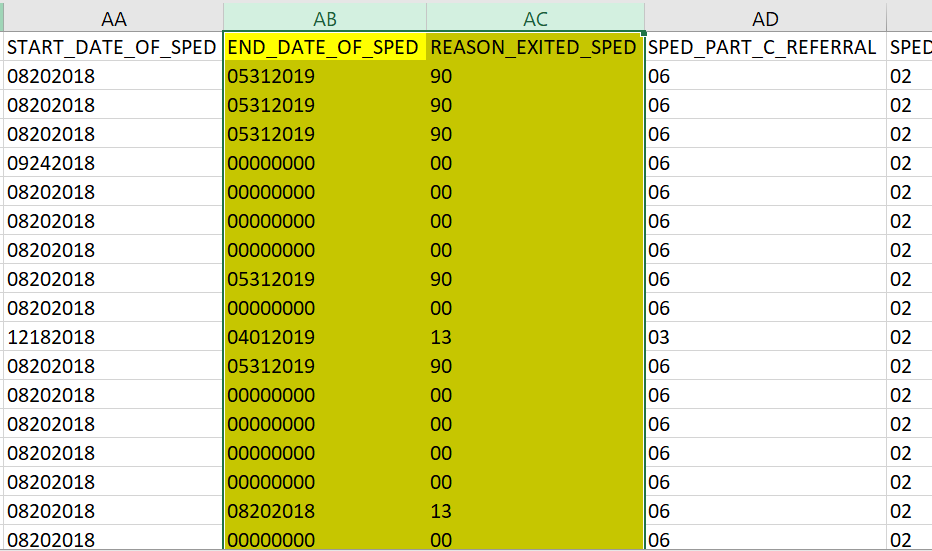 AA AB AC AD
START_DATE_OF_SPED END_DATE_OF_SPED REASON_EXITED_SPED SPED_PART_C_REFERRAL SPED
08202018 05312019 90 06 02
08202018 05312019 90 06 02
08202018 05312019 90 06 02
09242018 00000000 00 06 02
08202018 00000000 00 06 02
08202018 00000000 00 06 02
08202018 00000000 00 06 02
08202018 05312019 90 06 02
08202018 00000000 00 06 02
12182018 04012019 13 03 02
08202018 05312019 90 06 02
08202018 00000000 00 06 02
08202018 00000000 00 06 02
08202018 00000000 00 06 02
08202018 00000000 00 06 02
08202018 08202018 13 06 02
08202018 00000000 00 06 02